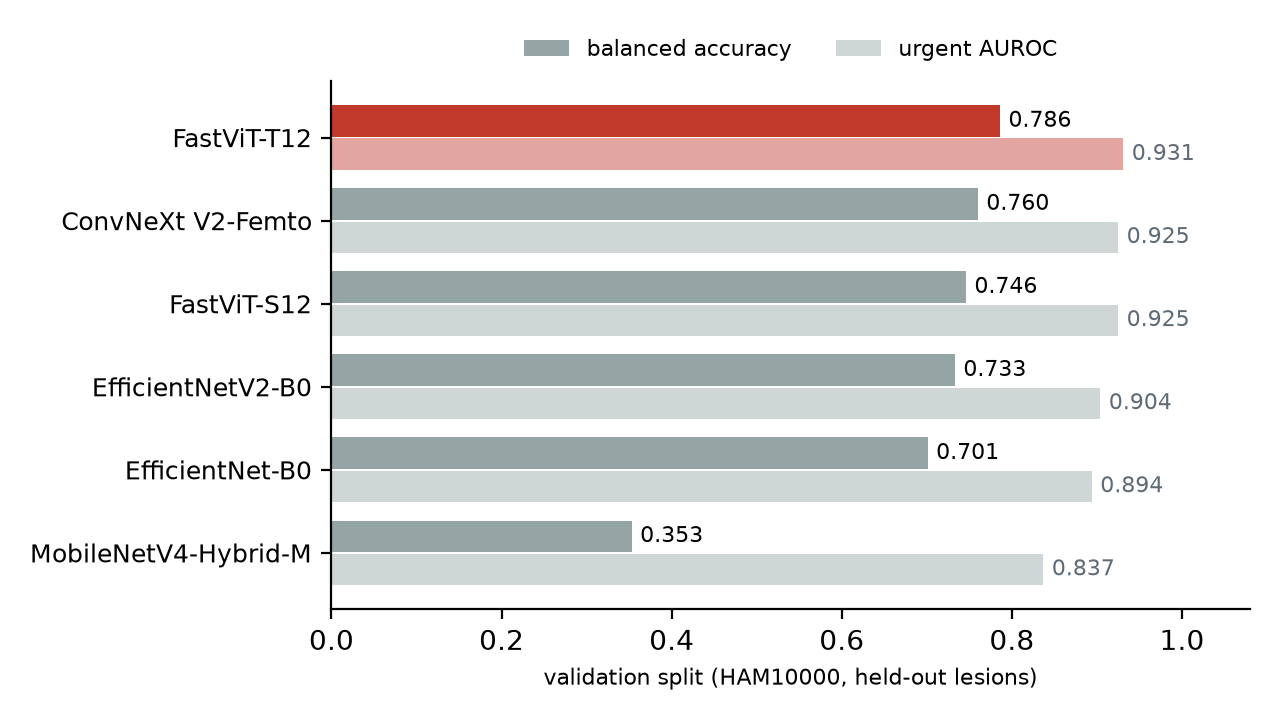 balanced accuracy urgent AUROC
FastViT-T12 0.786
0.931
ConvNeXt V2-Femto 0.760
0.925
FastViT-S12 0.746
0.925
EfficientNetV2-B0 0.733
0.904
EfficientNet-B0 0.701
0.894
MobileNetV4-Hybrid-M 0.353
0.837
0.0 0.2 0.4 0.6 0.8 1.0
validation split (HAM10000, held-out lesions)